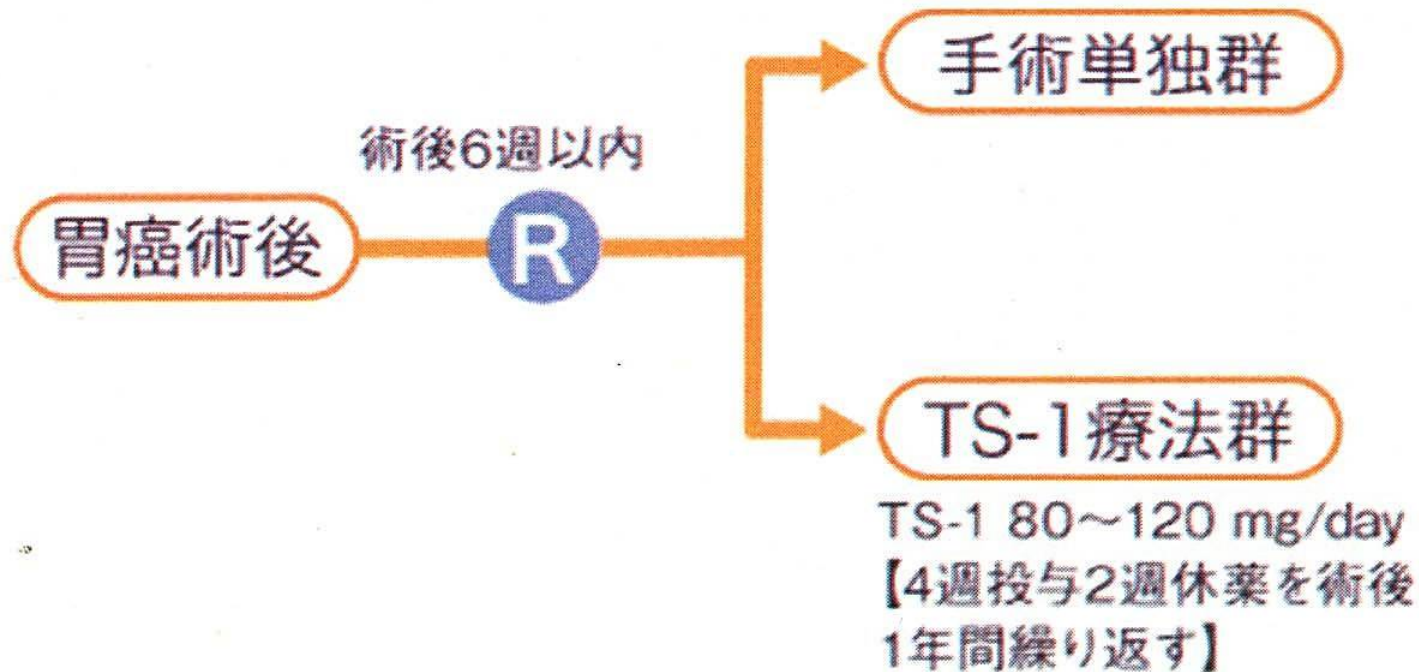 手術単独群
術後6週以内
胃癌術後
R
TS-1療法群
TS-1 80〜120 mg/day
【4週投与2週休薬を術後
1年間繰り返す】